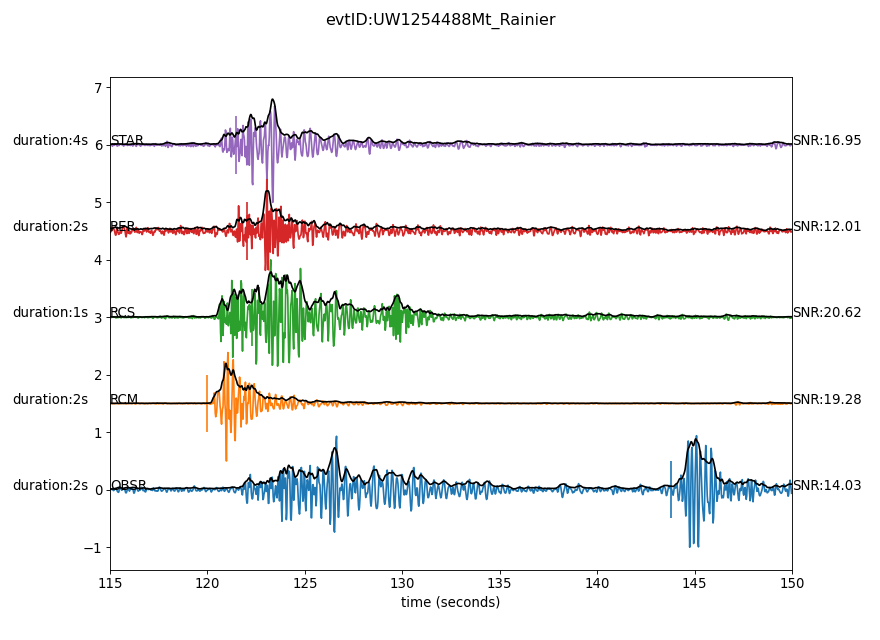 evtID:UW1254488Mt_Rainier
7
duration:4s STAR 6 SNR:16.95
5
duration:2s RER SNR:12.01
4
duration:1s RCS 3 SNR:20.62
2
duration:2s RCM SNR:19.28
1
duration:2s OBSR 0 SNR:14.03
−1
115 120 125 130 135 140 145 150
time (seconds)